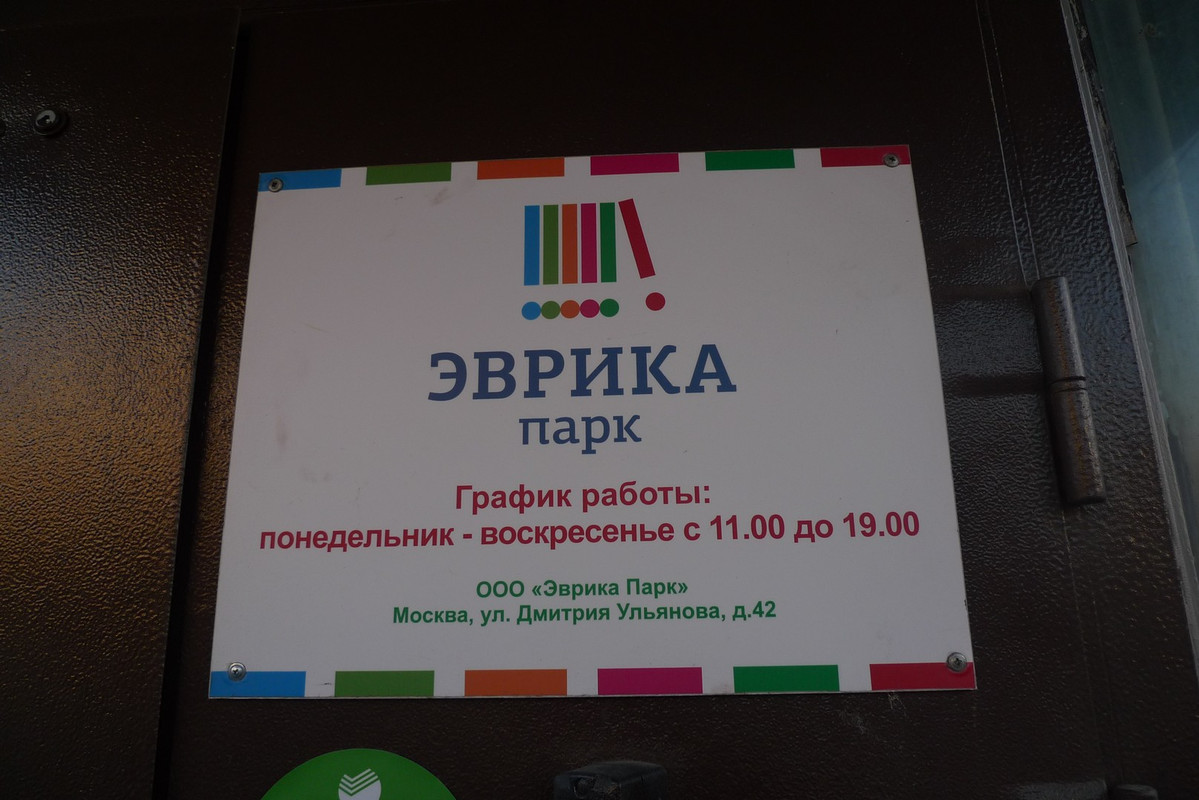 ЭВРИКА
парк
График работы:
понедельник - воскресенье с 11.00 до 19.00
ООО «Эврика Парк»
Москва, ул. Дмитрия Ульянова, д.42